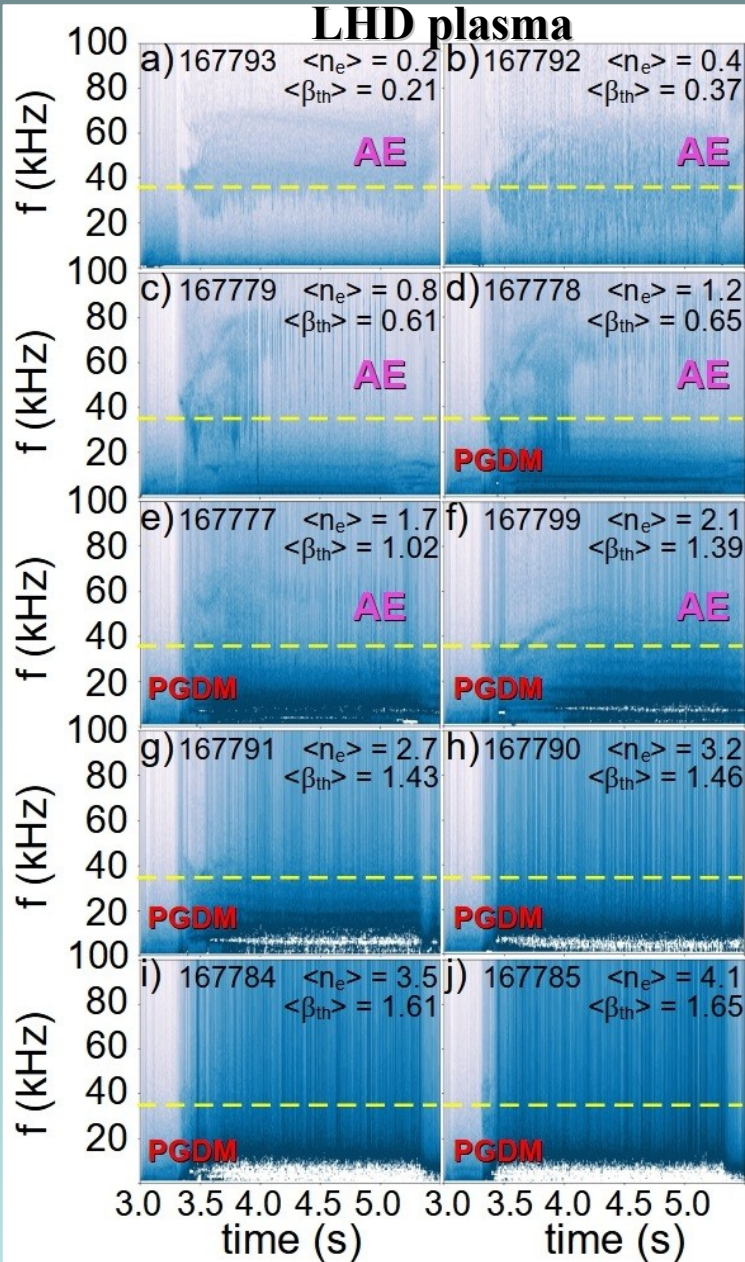 LHD plasma
a) 167793 <nₑ> = 0.2
<βₜₕ> = 0.21
AE
b) 167792 <nₑ> = 0.4
<βₜₕ> = 0.37
AE
f (kHz)
100
80
60
40
20
c) 167779 <nₑ> = 0.8
<βₜₕ> = 0.61
AE
d) 167778 <nₑ> = 1.2
<βₜₕ> = 0.65
AE
PGDM
f (kHz)
100
80
60
40
20
e) 167777 <nₑ> = 1.7
<βₜₕ> = 1.02
AE
PGDM
f) 167799 <nₑ> = 2.1
<βₜₕ> = 1.39
AE
PGDM
f (kHz)
100
80
60
40
20
g) 167791 <nₑ> = 2.7
<βₜₕ> = 1.43
PGDM
h) 167790 <nₑ> = 3.2
<βₜₕ> = 1.46
PGDM
f (kHz)
100
80
60
40
20
i) 167784 <nₑ> = 3.5
<βₜₕ> = 1.61
PGDM
j) 167785 <nₑ> = 4.1
<βₜₕ> = 1.65
PGDM
f (kHz)
100
80
60
40
20
3.0 3.5 4.0 4.5 5.0 3.5 4.0 4.5 5.0
time (s) time (s)